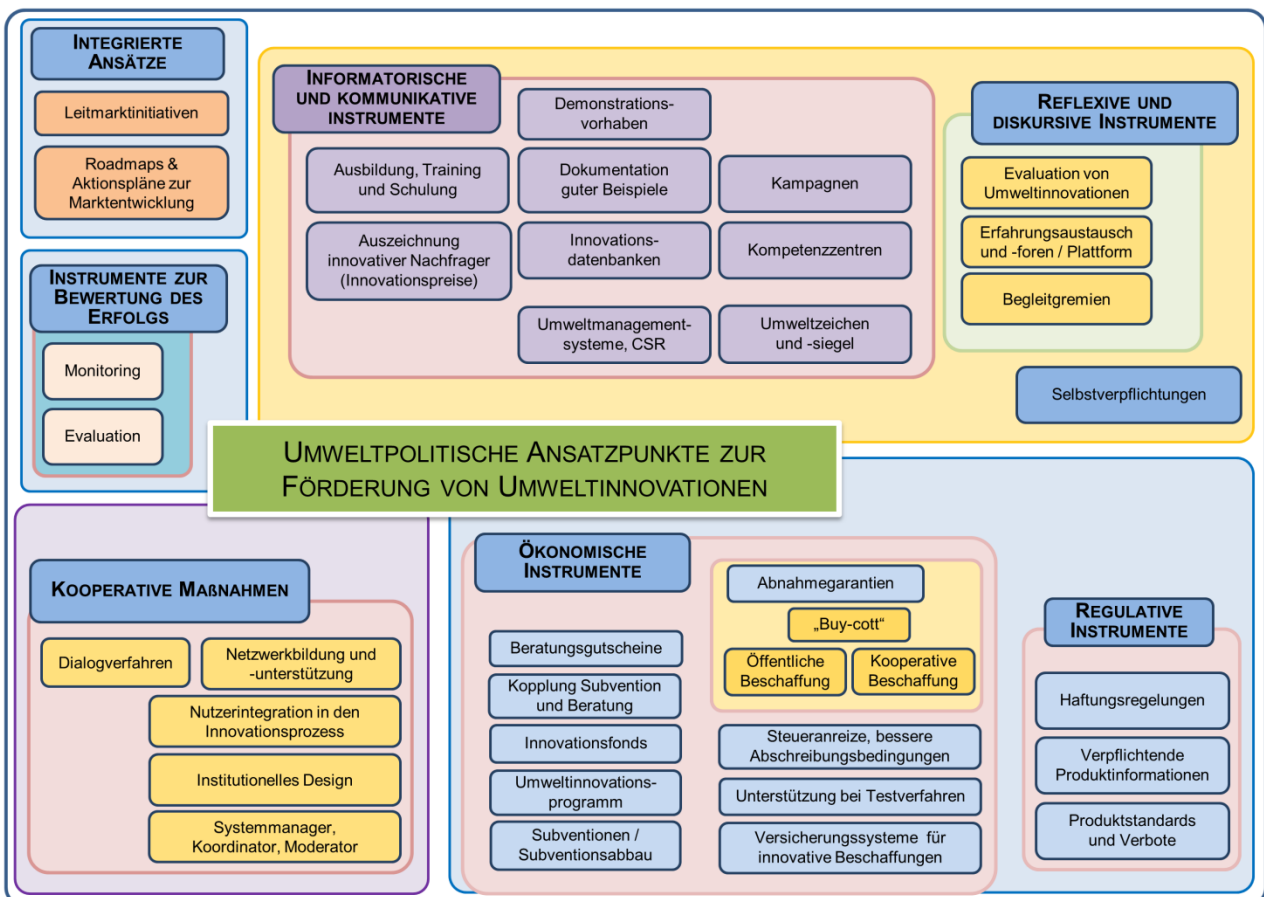 INTEGRIERTE
ANSÄTZE
Leitmarktinitiativen
Roadmaps &
Aktionspläne zur
Marktentwicklung
INSTRUMENTE ZUR
BEWERTUNG DES
ERFOLGS
Monitoring
Evaluation
INFORMATORISCHE
UND KOMMUNIKATIVE
INSTRUMENTE
Demonstrations-
vorhaben
Ausbildung, Training
und Schulung
Dokumentation
guter Beispiele
Kampagnen
Auszeichnung
innovativer Nachfrager
(Innovationspreise)
Innovations-
datenbanken
Kompetenzzentren
Umweltmanagement-
systeme, CSR
Umweltzeichen
und -siegel
REFLEXIVE UND
DISKURSIVE INSTRUMENTE
Evaluation von
Umweltinnovationen
Erfahrungsaustausch
und -foren / Plattform
Begleitgremien
Selbstverpflichtungen
UMWELTPOLITISCHE ANSATZPUNKTE ZUR
FÖRDERUNG VON UMWELTINNOVATIONEN
KOOPERATIVE MAßNAHMEN
Dialogverfahren
Netzwerkbildung und
-unterstützung
Nutzerintegration in den
Innovationsprozess
Institutionelles Design
Systemmanager,
Koordinator, Moderator
ÖKONOMISCHE
INSTRUMENTE
Beratungsgutscheine
Kopplung Subvention
und Beratung
Innovationsfonds
Umweltinnovations-
programm
Subventionen /
Subventionsabbau
Abnahmegarantien
„Buy-cott“
Öffentliche
Beschaffung
Kooperative
Beschaffung
Steueranreize, bessere
Abschreibungsbedingungen
Unterstützung bei Testverfahren
Versicherungssysteme für
innovative Beschaffungen
REGULATIVE
INSTRUMENTE
Haftungsregelungen
Verpflichtende
Produktinformationen
Produktstandards
und Verbote